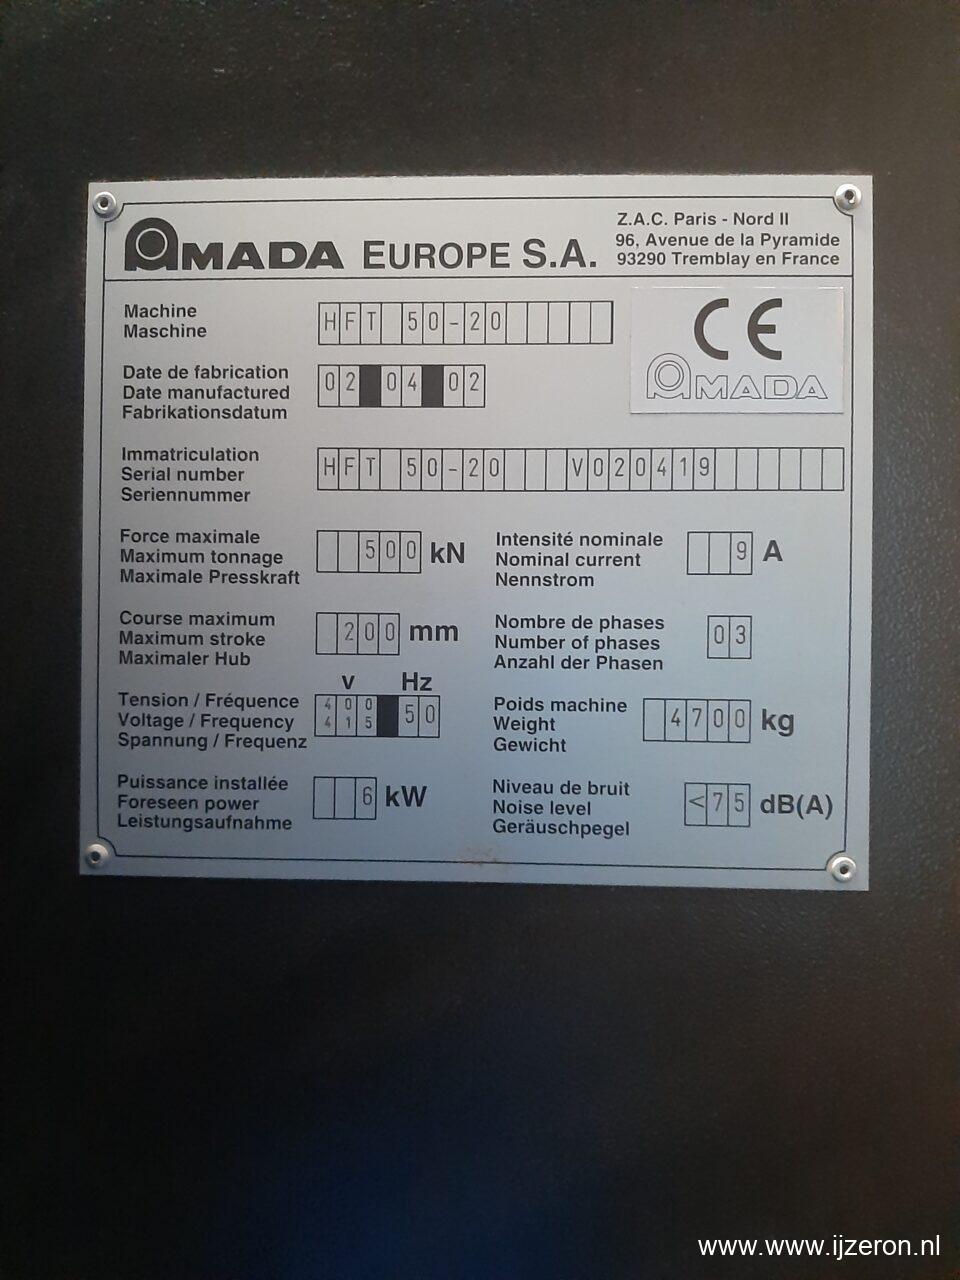 AMADA EUROPE S.A.
Z.A.C. Paris - Nord II
96, Avenue de la Pyramide
93290 Tremblay en France
Machine
Maschine
HFT 50-20
CE
AMADA
Date de fabrication
Date manufactured
Fabrikationsdatum
02 04 02
Immatriculation
Serial number
Seriennummer
HFT 50-20 V020419
Force maximale
Maximum tonnage
Maximale Presskraft
500 kN
Intensité nominale
Nominal current
Nennstrom
9 A
Course maximum
Maximum stroke
Maximaler Hub
200 mm
Nombre de phases
Number of phases
Anzahl der Phasen
03
Tension / Fréquence
Voltage / Frequency
Spannung / Frequenz
V Hz
400
415
50
Poids machine
Weight
Gewicht
4700 kg
Puissance installée
Foreseen power
Leistungsaufnahme
6 kW
Niveau de bruit
Noise level
Geräuschpegel
<75 dB(A)
www.www.ijzeron.nl